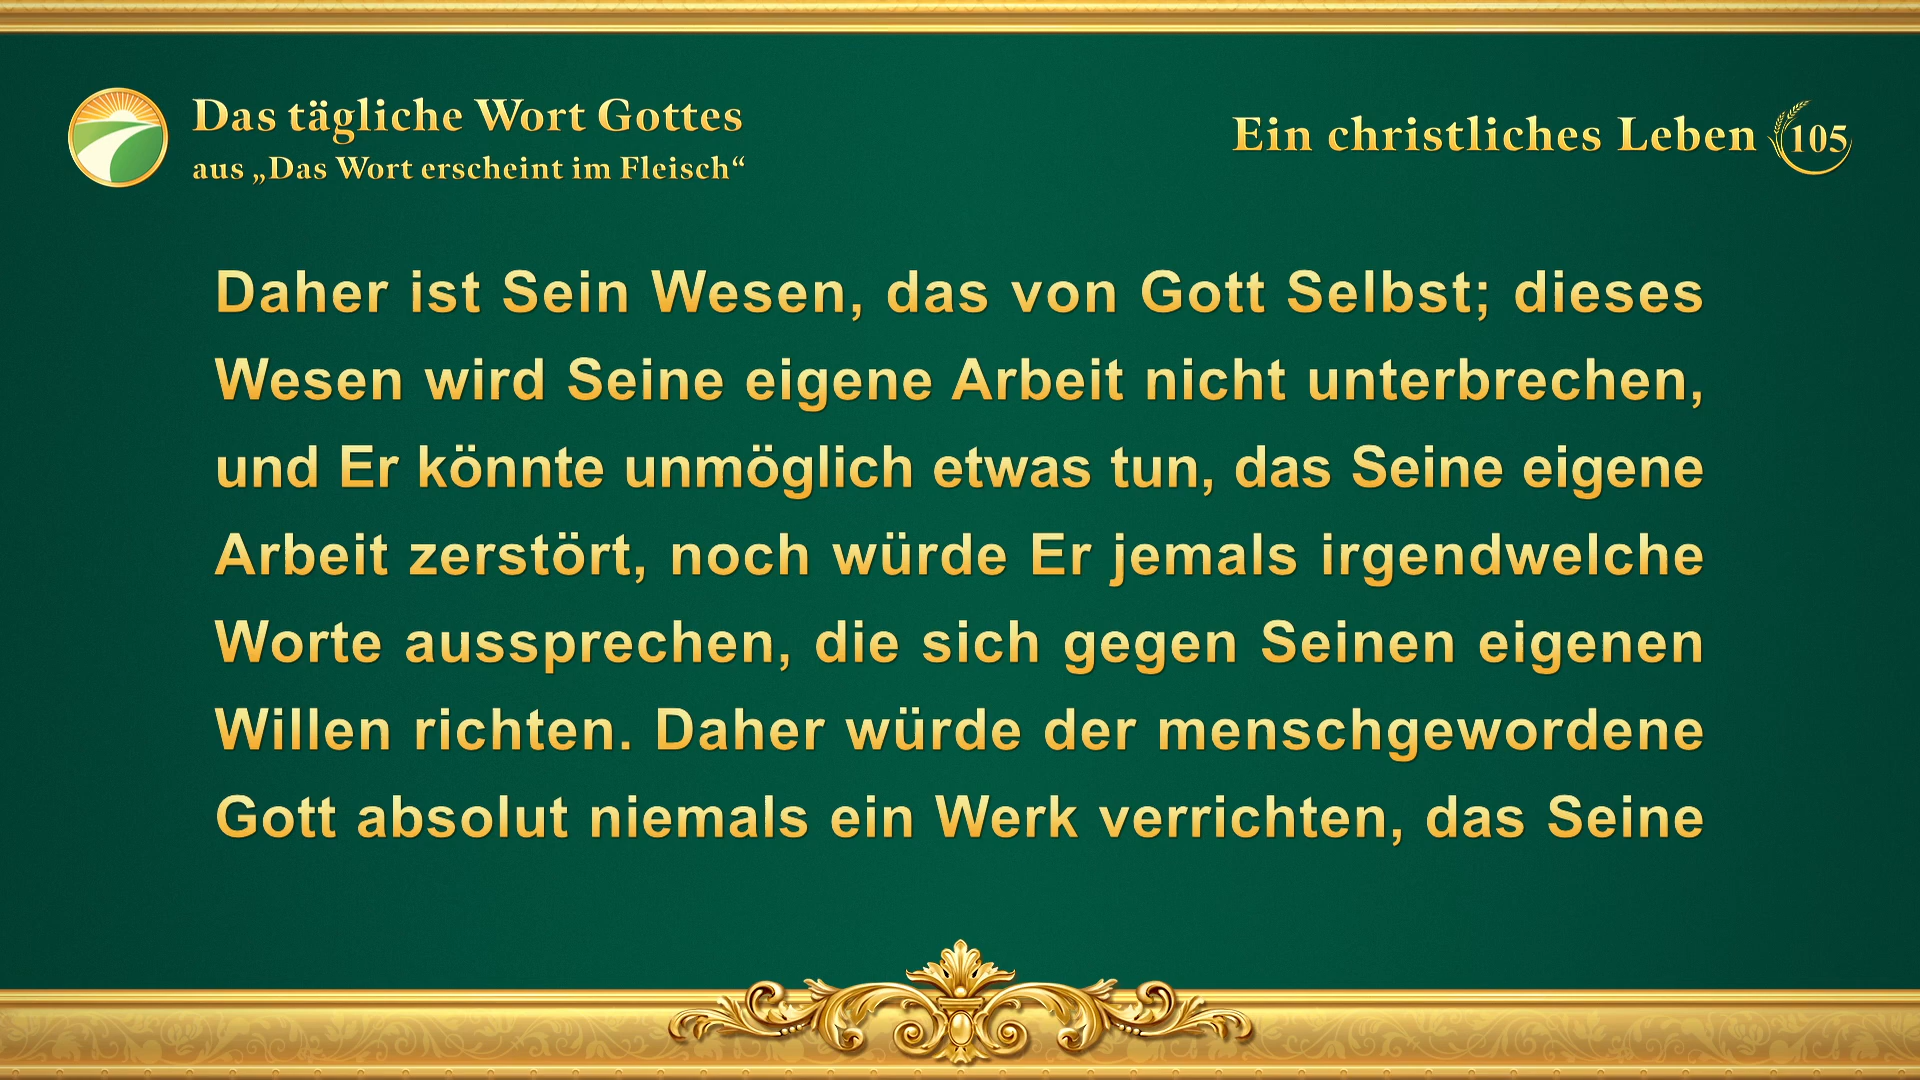 Das tägliche Wort Gottes
aus „Das Wort erscheint im Fleisch“
Ein christliches Leben 105
Daher ist Sein Wesen, das von Gott Selbst; dieses
Wesen wird Seine eigene Arbeit nicht unterbrechen,
und Er könnte unmöglich etwas tun, das Seine eigene
Arbeit zerstört, noch würde Er jemals irgendwelche
Worte aussprechen, die sich gegen Seinen eigenen
Willen richten. Daher würde der menschgewordene
Gott absolut niemals ein Werk verrichten, das Seine